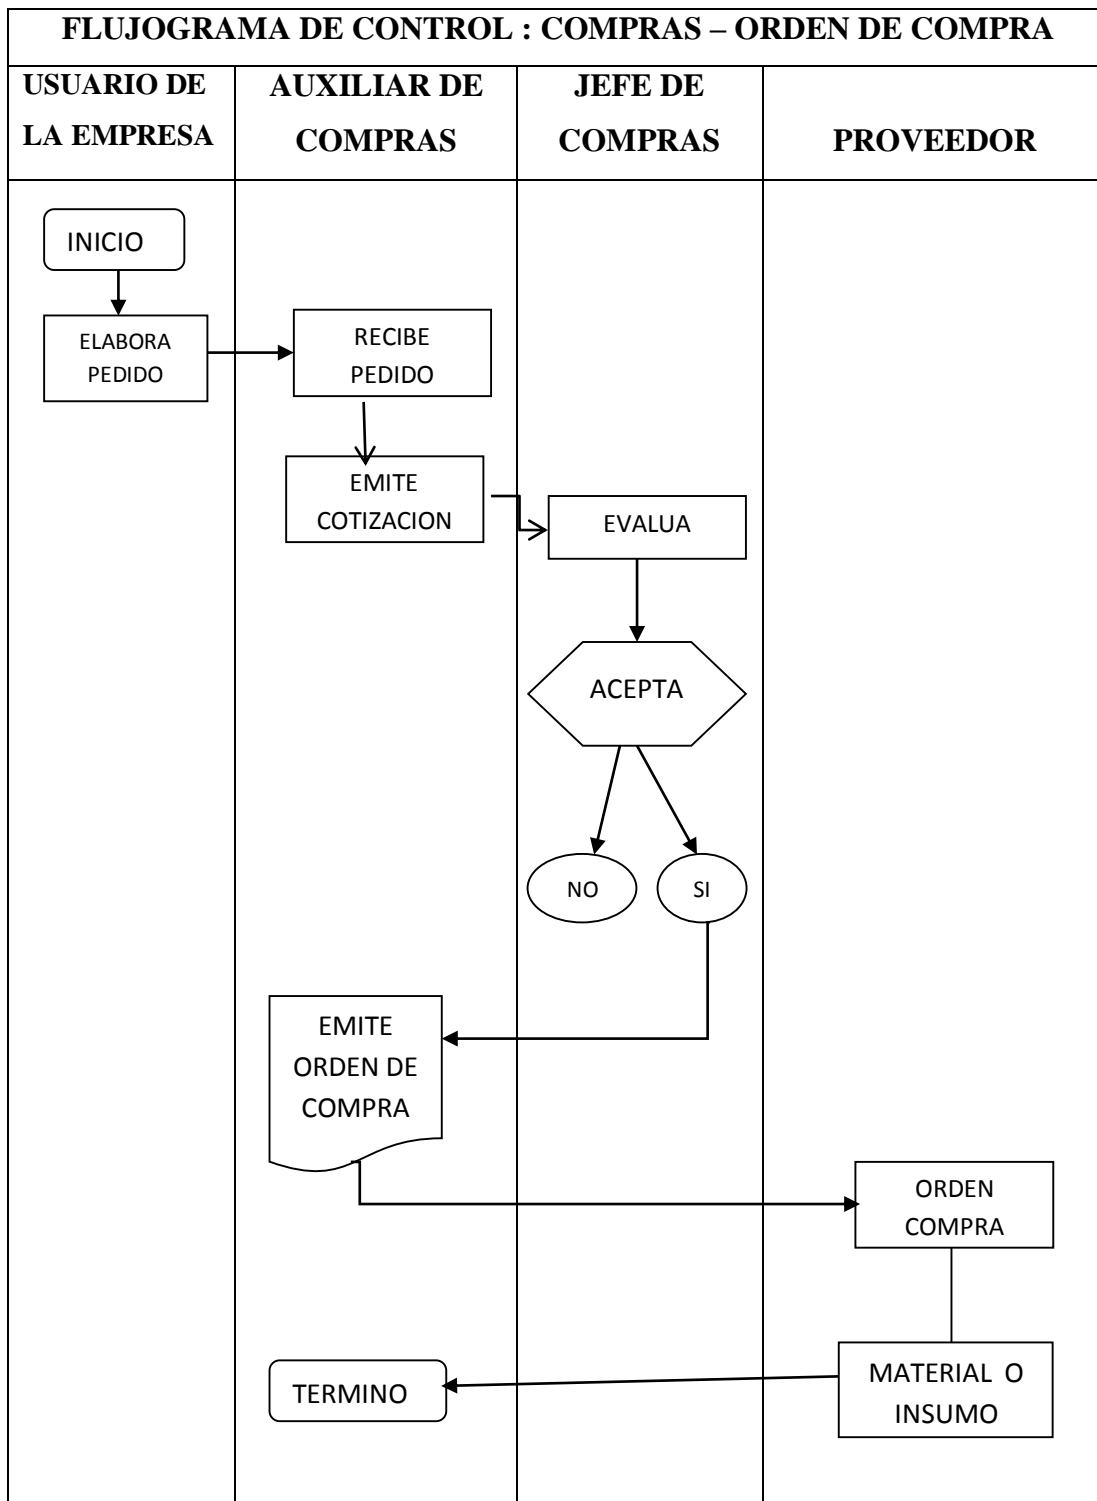 FLUJOGRAMA DE CONTROL : COMPRAS – ORDEN DE COMPRA
USUARIO DE
LA EMPRESA
AUXILIAR DE
COMPRAS
JEFE DE
COMPRAS
PROVEEDOR
INICIO
ELABORA
PEDIDO
RECIBE
PEDIDO
EMITE
COTIZACION
EVALUA
ACEPTA
NO
SI
EMITE
ORDEN DE
COMPRA
ORDEN
COMPRA
MATERIAL O
INSUMO
TERMINO